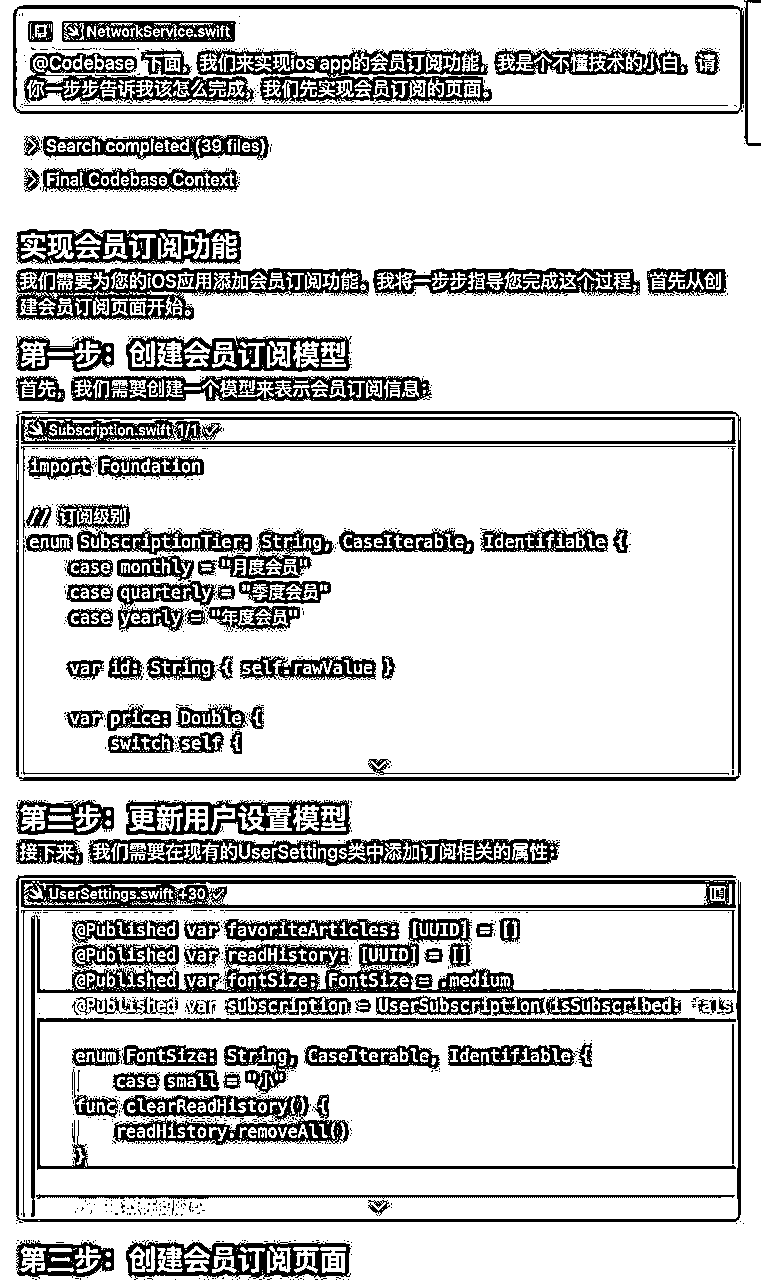 NetworkService.swift
@Codebase 下面，我们来实现ios app的会员订阅功能，我是个不懂技术的小白，请
你一步步告诉我该怎么完成，我们先实现会员订阅的页面。
Search completed (39 files)
Final Codebase Context
实现会员订阅功能
我们需要为您的iOS应用添加会员订阅功能。我将一步步指导您完成这个过程，首先从创
建会员订阅页面开始。
第一步：创建会员订阅模型
首先，我们需要创建一个模型来表示会员订阅信息：
Subscription.swift 1/1
import Foundation
/// 订阅级别
enum SubscriptionTier: String, CaseIterable, Identifiable {
case monthly = "月度会员"
case quarterly = "季度会员"
case yearly = "年度会员"
var id: String { self.rawValue }
var price: Double {
switch self {
第二步：更新用户设置模型
接下来，我们需要在现有的UserSettings类中添加订阅相关的属性：
UserSettings.swift +30
@Published var favoriteArticles: [UUID] = []
@Published var readHistory: [UUID] = []
@Published var fontSize: FontSize = .medium
@Published var subscription = UserSubscription(isSubscribed: fals
enum FontSize: String, CaseIterable, Identifiable {
case small = "小"
func clearReadHistory() {
readHistory.removeAll()
}
第三步：创建会员订阅页面